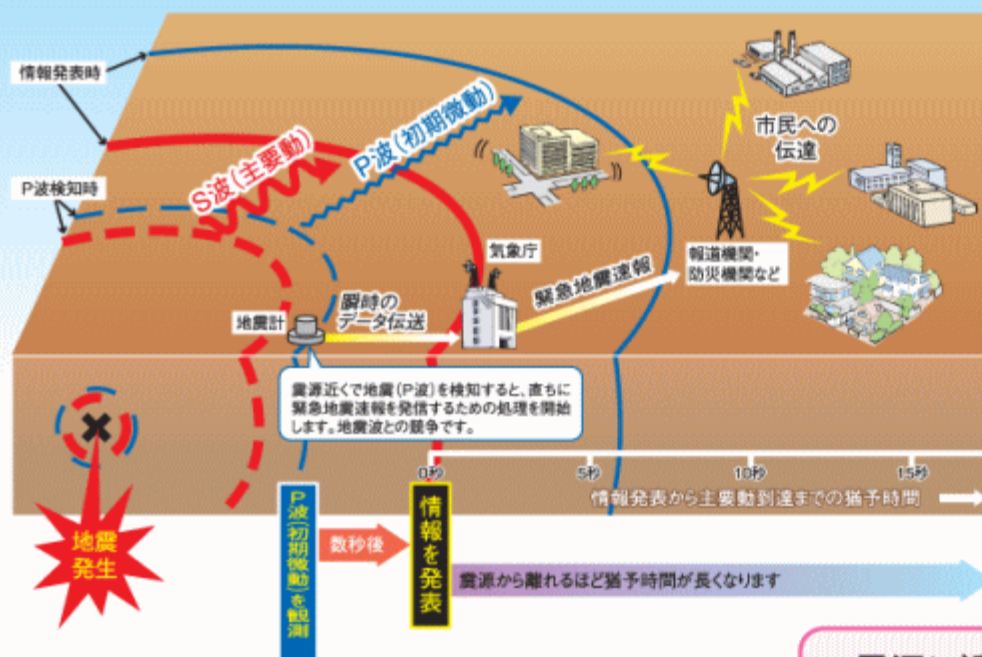 情報発表時
P波検知時
S波(主要動)
P波(初期微動)
市民への
伝達
気象庁
報道機関・
防災機関など
緊急地震速報
地震計
瞬時の
データ伝送
震源近くで地震(P波)を検知すると、直ちに
緊急地震速報を発信するための処理を開始
します。地震波との競争です。
0秒
5秒
10秒
15秒
情報発表から主要動到達までの猶予時間
地震
発生
P波(初期微動)を観測
数秒後
情報を発表
震源から離れるほど猶予時間が長くなります